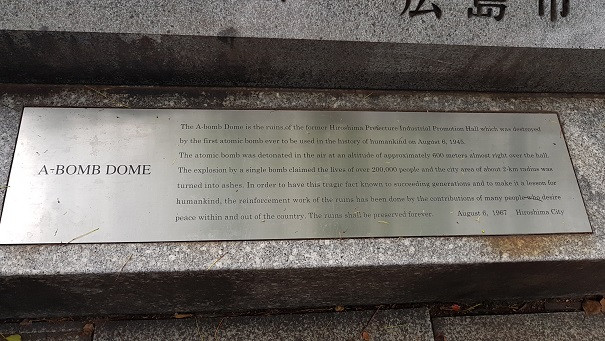 広島市
A-BOMB DOME
The A-bomb Dome is the ruins of the former Hiroshima Prefecture Industrial Promotion Hall which was destroyed
by the first atomic bomb ever to be used in the history of humankind on August 6, 1945.
The atomic bomb was detonated in the air at an altitude of approximately 600 meters almost right over the hall.
The explosion by a single bomb claimed the lives of over 200,000 people and the city area of about 2-km radius was
turned into ashes. In order to have this tragic fact known to succeeding generations and to make it a lesson for
humankind, the reinforcement work of the ruins has been done by the contributions of many people who desire
peace within and out of the country. The ruins shall be preserved forever. August 6, 1967 Hiroshima City